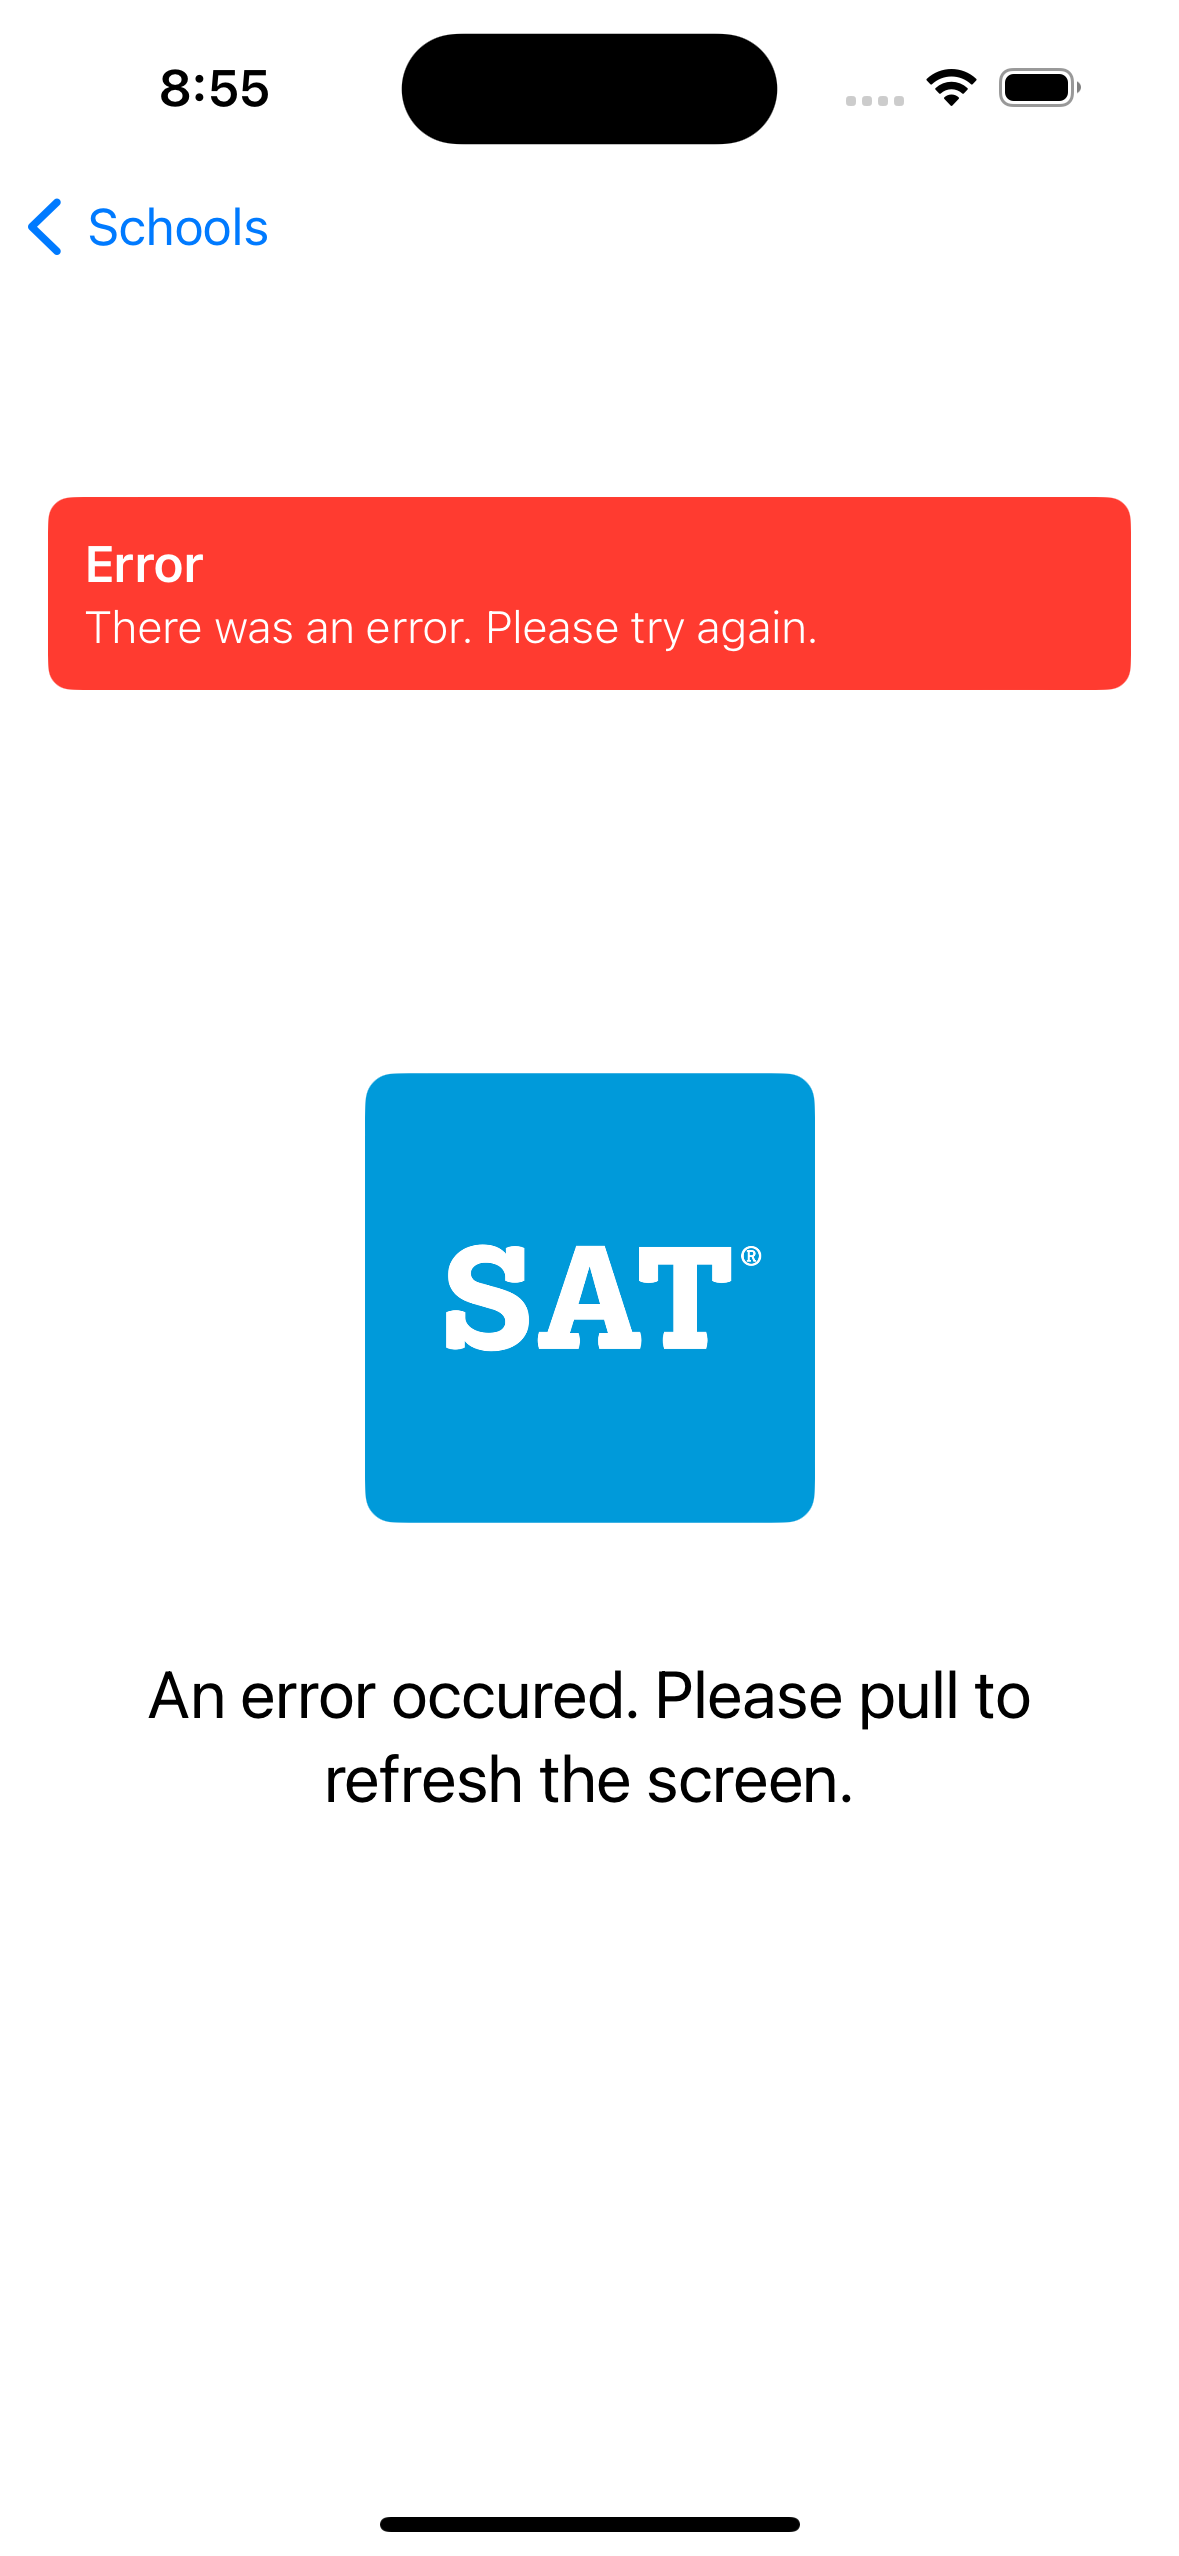 8:55
Schools
Error
There was an error. Please try again.
SAT®
An error occured. Please pull to
refresh the screen.